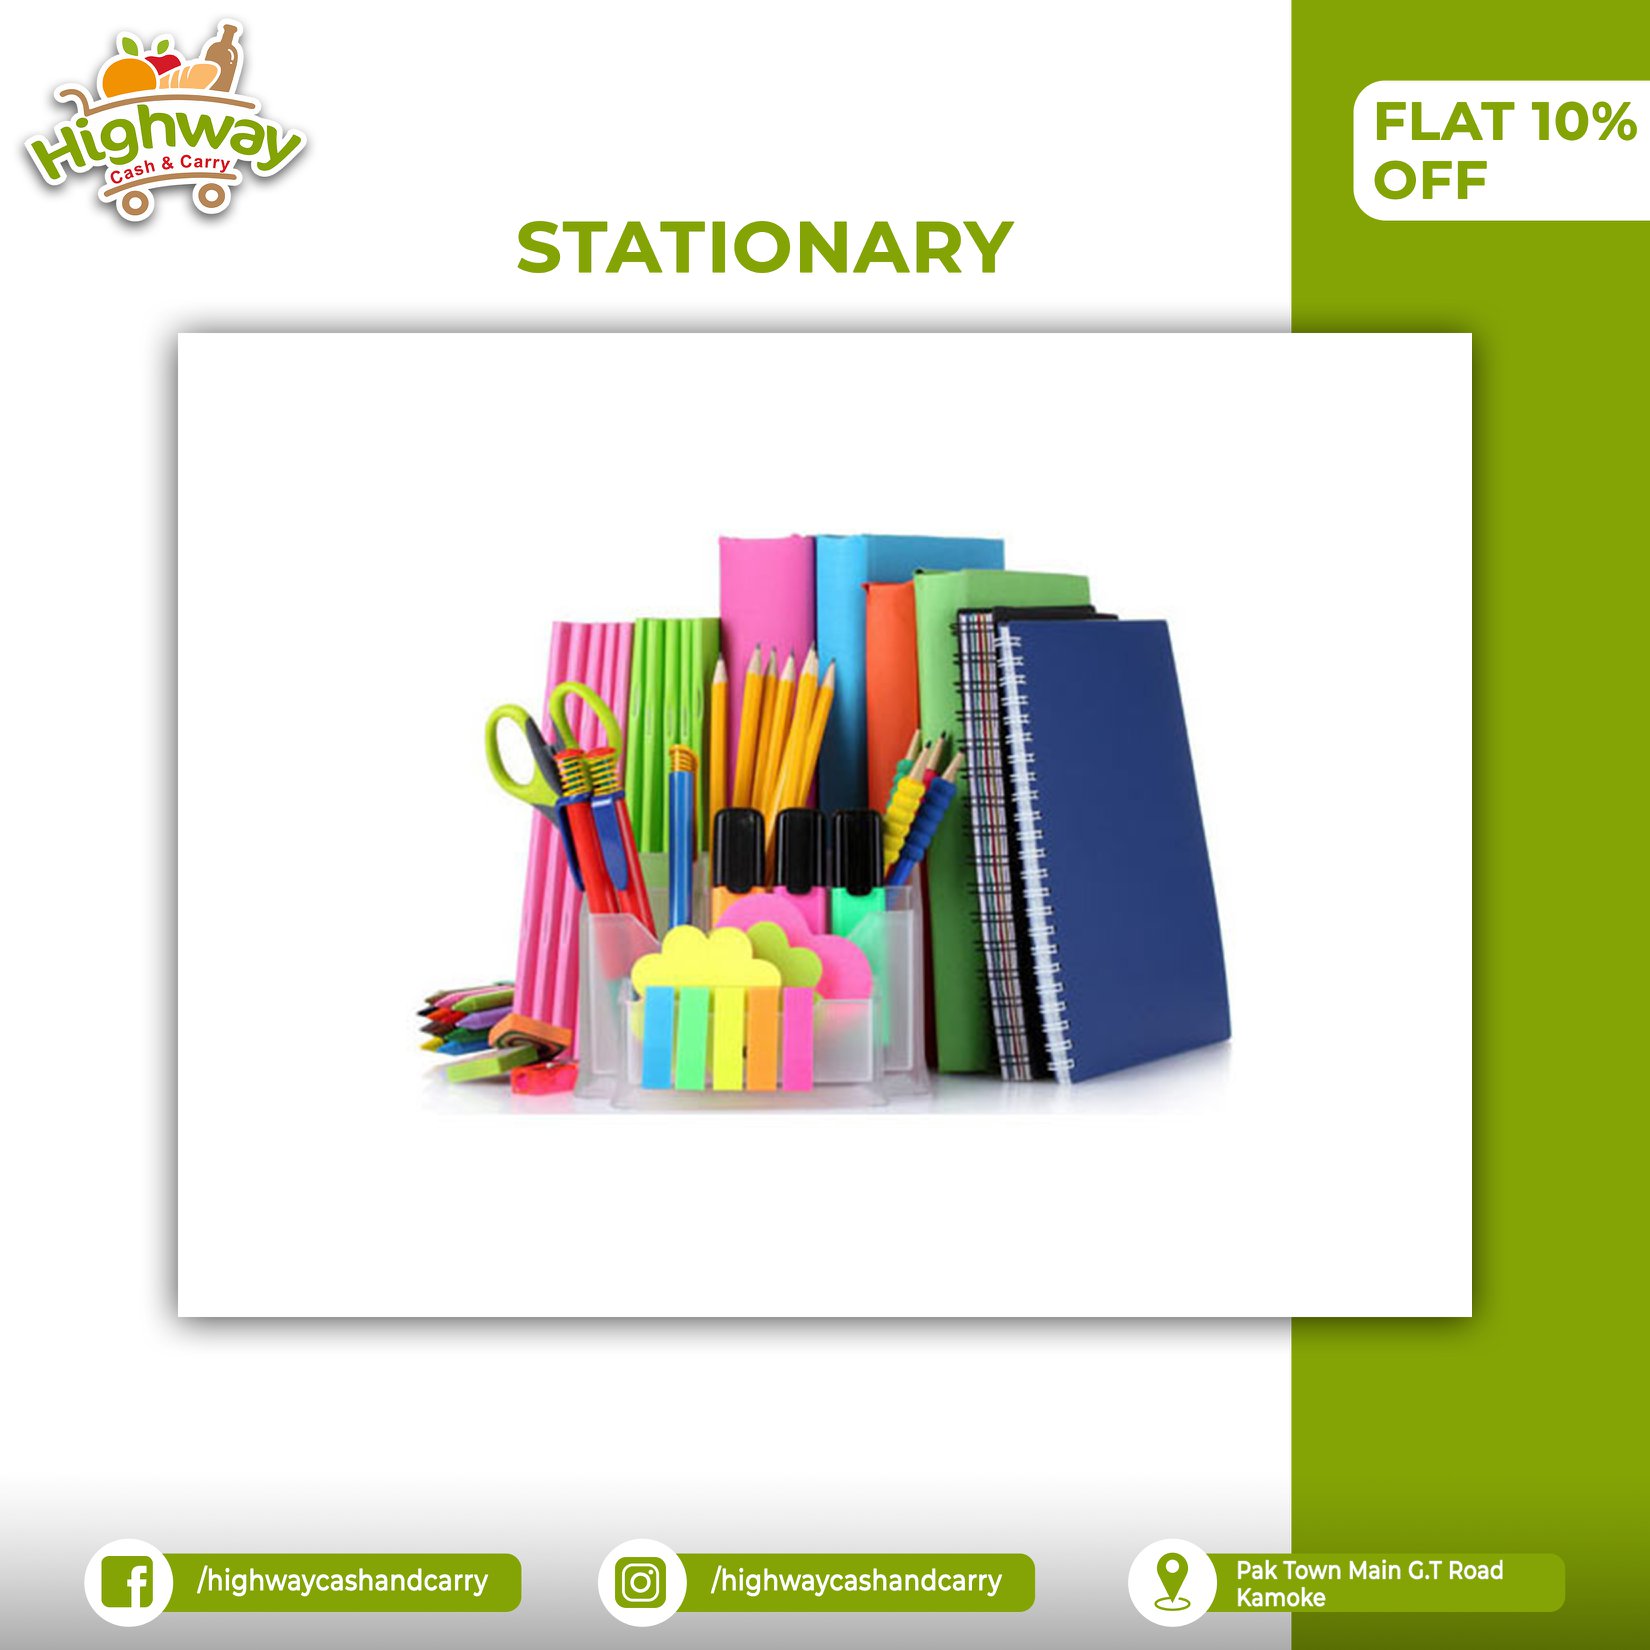 Highway
Cash & Carry
FLAT 10%
OFF
STATIONARY
/highwaycashandcarry
/highwaycashandcarry
Pak Town Main G.T Road
Kamoke